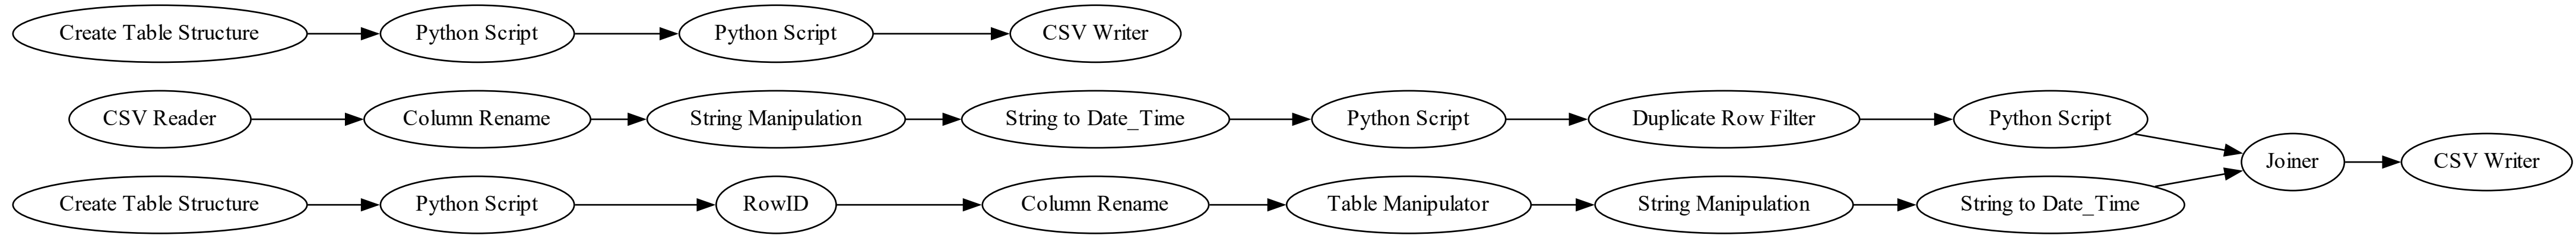 Create Table Structure
Python Script
Python Script
CSV Writer
CSV Reader
Column Rename
String Manipulation
String to Date_Time
Python Script
Duplicate Row Filter
Python Script
Joiner
CSV Writer
Create Table Structure
Python Script
RowID
Column Rename
Table Manipulator
String Manipulation
String to Date_Time